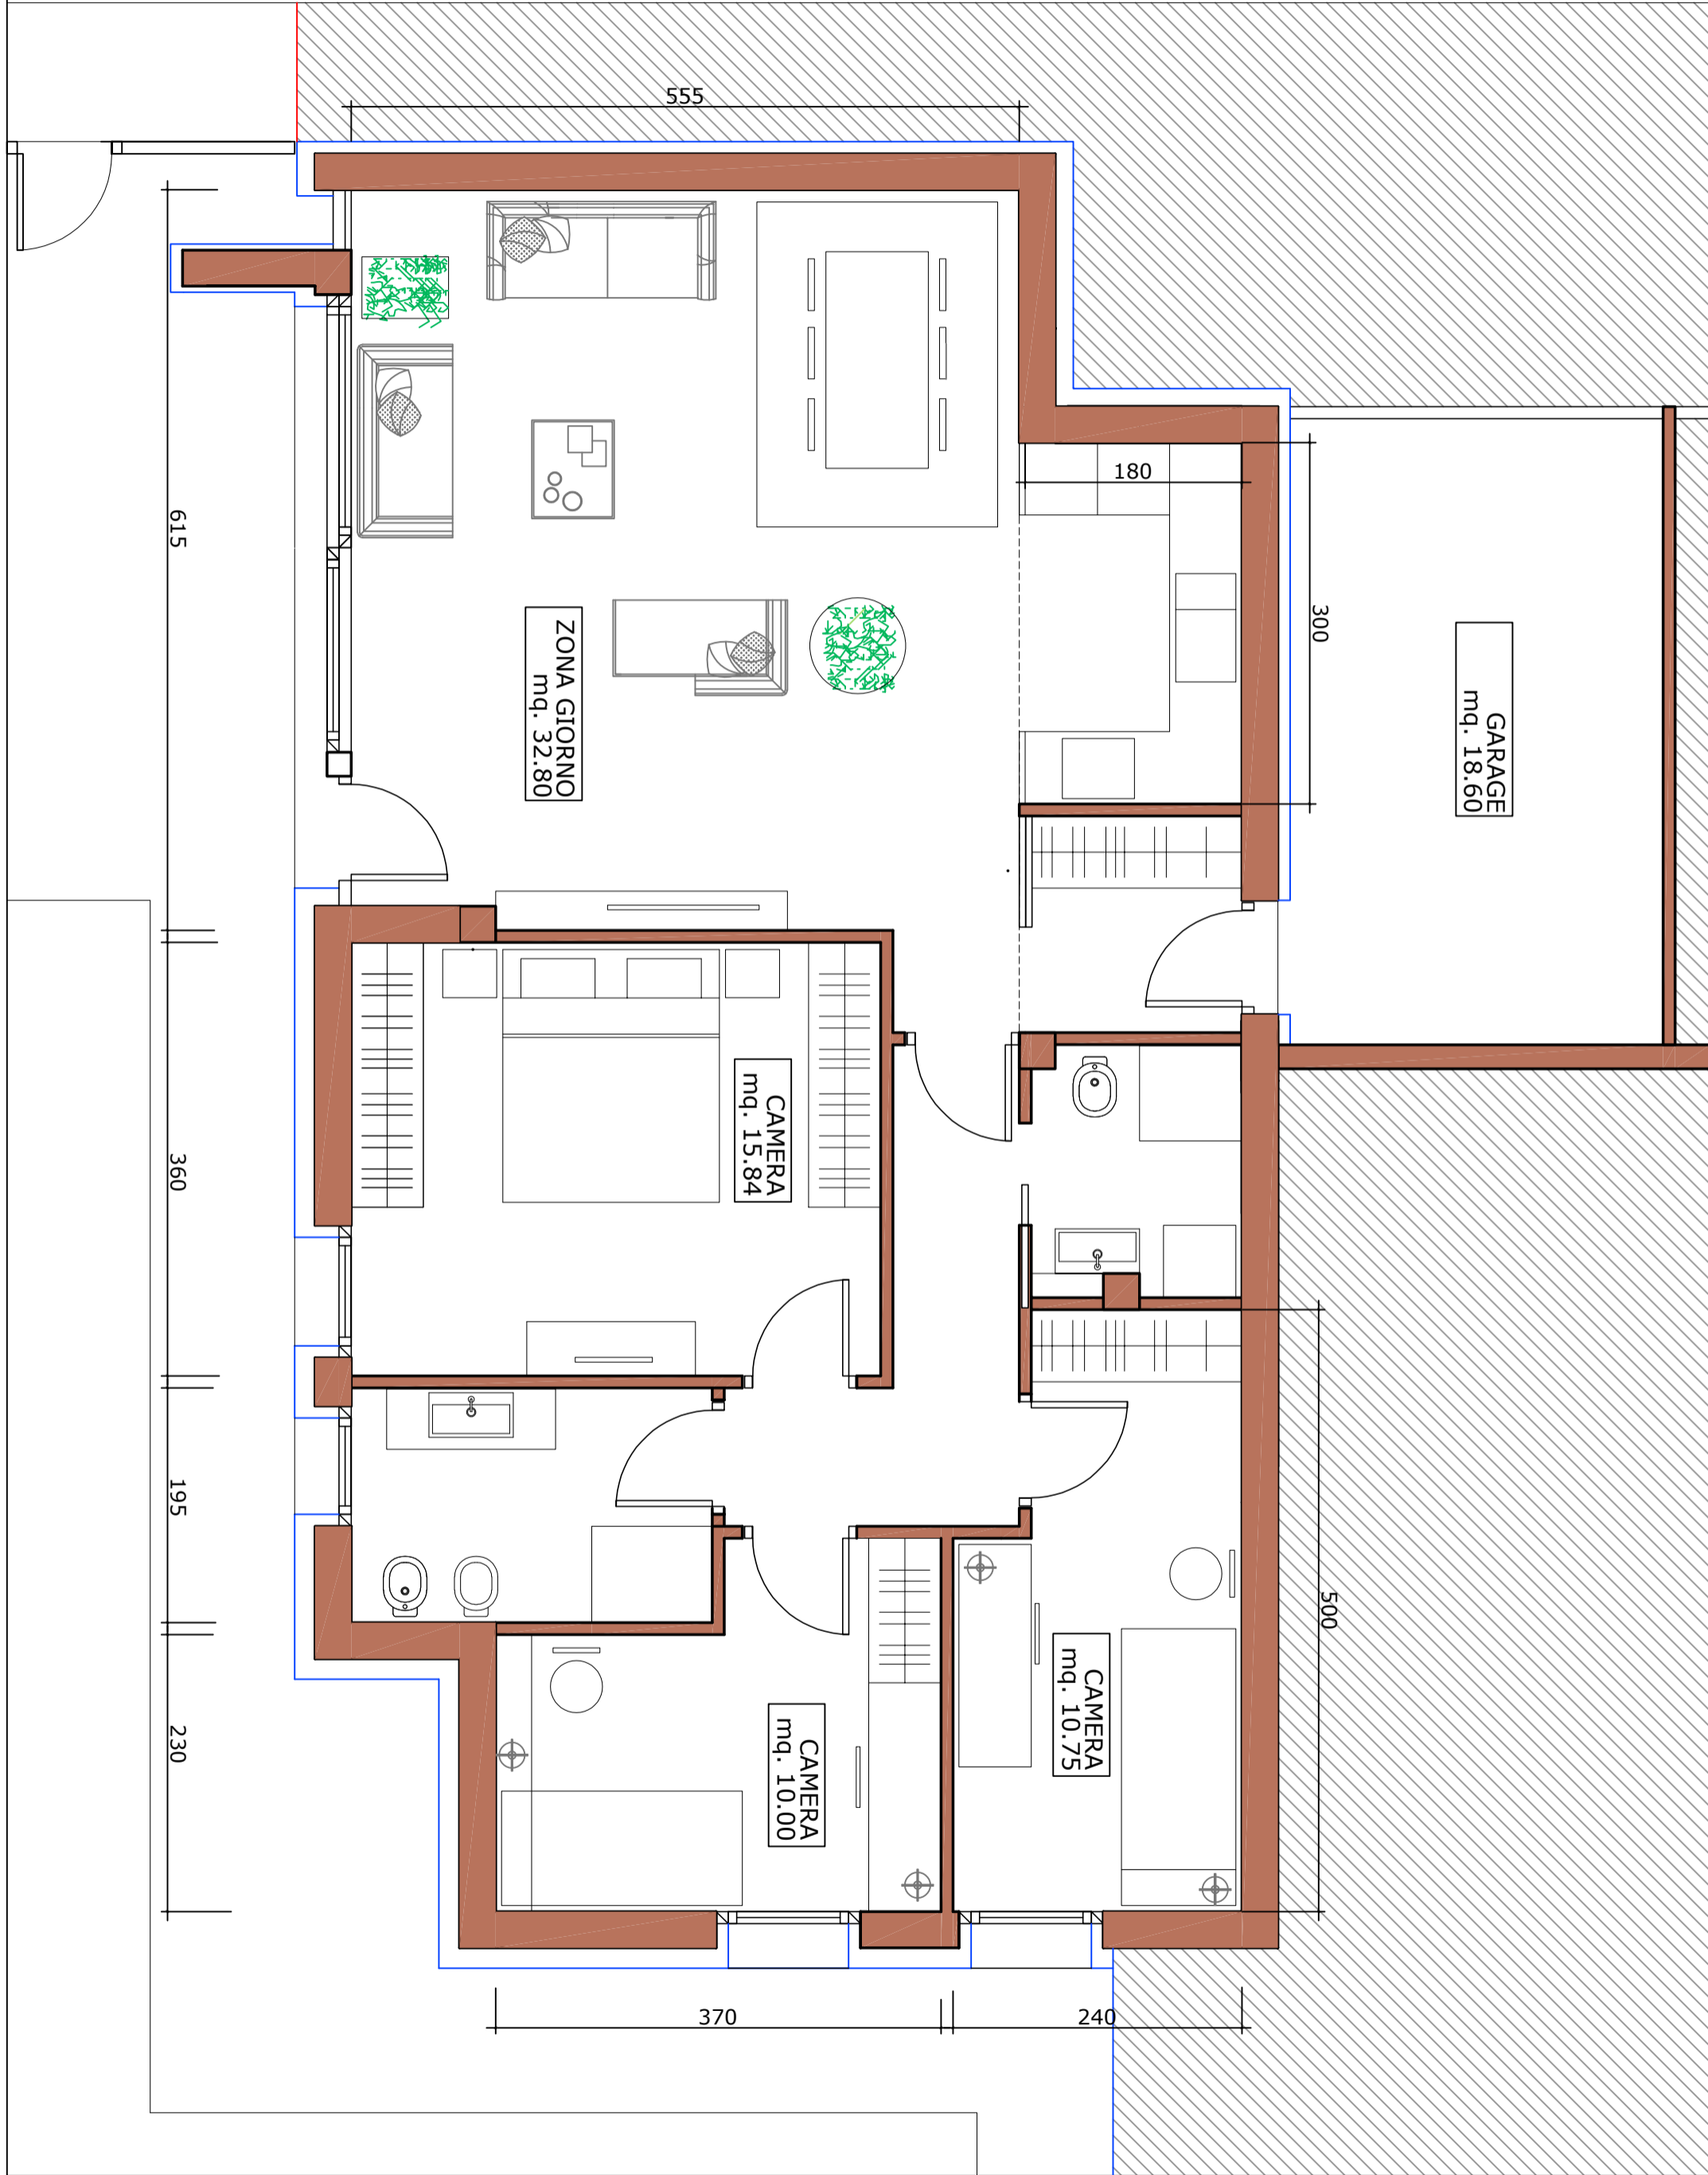 555
180
300
615
GARAGE
mq. 18.60
ZONA GIORNO
mq. 32.80
CAMERA
mq. 15.84
360
195
500
CAMERA
mq. 10.75
CAMERA
mq. 10.00
230
370
240